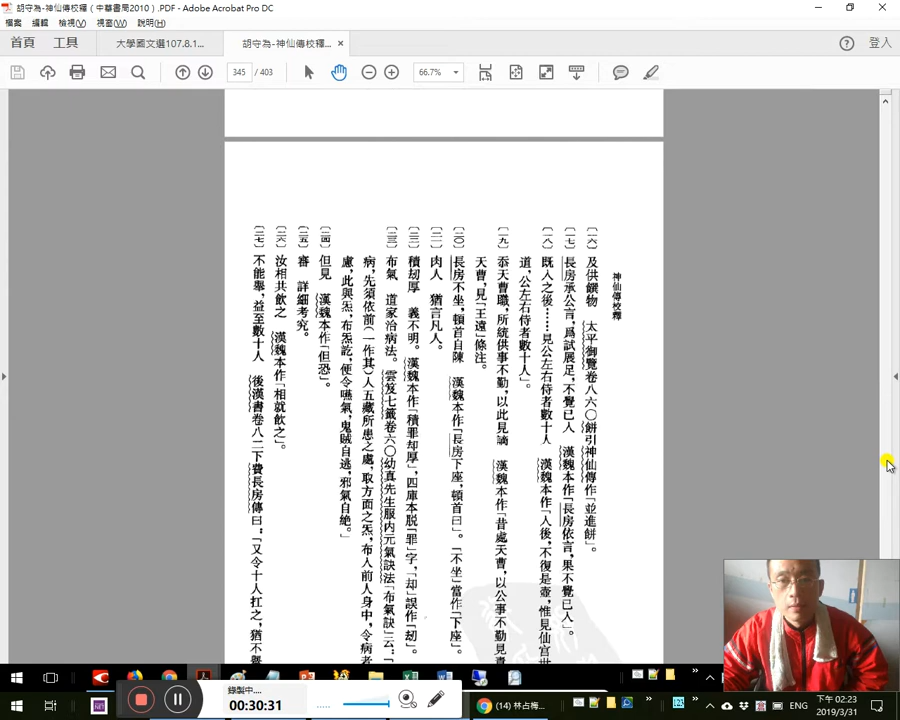 胡守為-神仙傳校釋（中華書局2010）.PDF - Adobe Acrobat Pro DC
檔案 編輯 檢視(V) 視窗(W) 說明(H)
首頁 工具 大學國文選107.8.1... 胡守為-神仙傳校釋... × 登入
345 / 403 66.7%
神仙傳校釋
〔一六〕及供饌物 太平御覽卷八六〇餅引神仙傳作「並進餅」。
〔一七〕長房承公言，爲試展足，不覺已入 漢魏本作「長房依言，果不覺已入」。
〔一八〕既入之後……見公左右侍者數十人 漢魏本作「入後，不復是壺，惟見仙宮世
道，公左右侍者數十人」。
〔一九〕忝天曹職，所統供事不勤，以此見謫 漢魏本作「昔處天曹，以公事不勤見責
天曹，見「王遠」條注。
〔二〇〕長房不坐，頓首自陳 漢魏本作「長房下座，頓首曰」。「不坐」當作「下座」。
〔二一〕肉人 猶言凡人。
〔二二〕積刼厚 義不明。漢魏本作「積罪却厚」，四庫本脱「罪」字，「却」誤作「刼」。
〔二三〕布氣 道家治病法。雲笈七籤卷六〇幼真先生服内元氣訣法「布氣訣」云：「
病，先須依前（一作其）人五藏所患之處，取方面之炁，布入前人身中，令病者
慮，此與炁，布炁訖，便令嚥氣，鬼賊自逃，邪氣自絶。」
〔二四〕但見 漢魏本作「但恐」。
〔二五〕審 詳細考究。
〔二六〕汝相共飲之 漢魏本作「相就飲之」。
〔二七〕不能舉，益至數十人 後漢書卷八二下費長房傳曰：「又令十人扛之，猶不舉
錄製中....
00:30:31
(14) 林占梅...
ENG
下午 02:23
2019/3/31